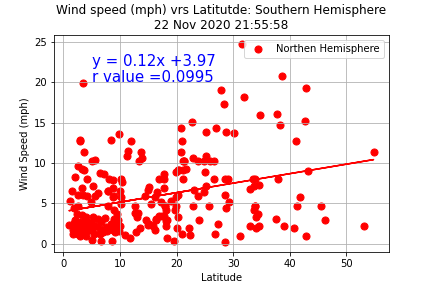 Wind speed (mph) vrs Latitutde: Southern Hemisphere
22 Nov 2020 21:55:58
25
20
15
10
5
0
Wind Speed (mph)
y = 0.12x +3.97
r value =0.0995
Northen Hemisphere
0 10 20 30 40 50
Latitude